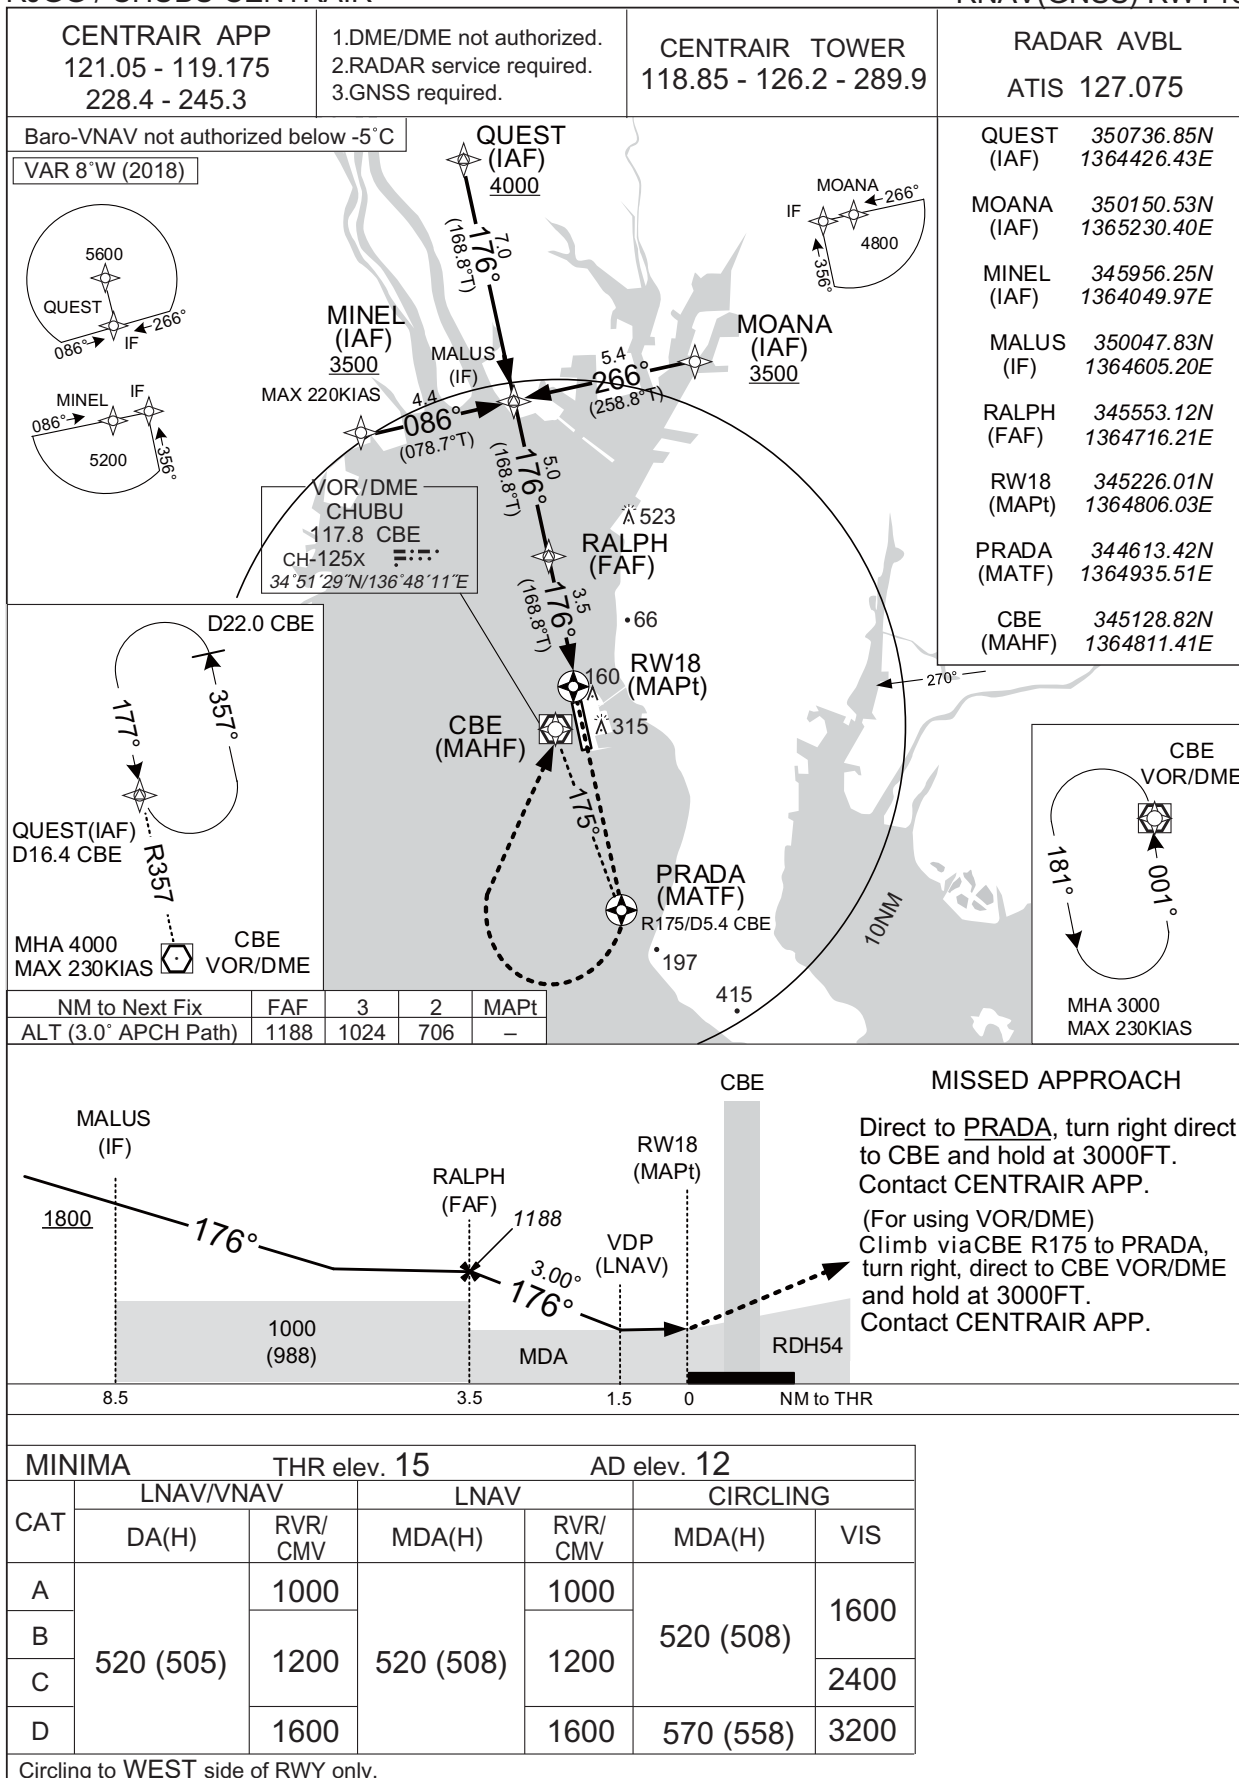 CENTRAIR APP
121.05 - 119.175
228.4 - 245.3
1.DME/DME not authorized.
2.RADAR service required.
3.GNSS required.
CENTRAIR TOWER
118.85 - 126.2 - 289.9
RADAR AVBL
ATIS 127.075
Baro-VNAV not authorized below -5˚C
VAR 8˚W (2018)
QUEST
(IAF)
4000
7.0
176°
(168.8°T)
5600
QUEST
086°
IF
266°
MINEL
IF
086°
5200
356°
MOANA
IF
266°
4800
356°
MINEL
(IAF)
3500
MAX 220KIAS
4.4
086°
(078.7°T)
MALUS
(IF)
MOANA
(IAF)
3500
5.4
266°
(258.8°T)
5.0
176°
(168.8°T)
VOR/DME
CHUBU
117.8 CBE
CH-125X
34˚51´29˝N/136˚48´11˝E
523
RALPH
(FAF)
3.5
176°
(168.8°T)
66
RW18
(MAPt)
160
315
CBE
(MAHF)
175°
PRADA
(MATF)
R175/D5.4 CBE
197
415
10NM
270°
QUEST 350736.85N
(IAF) 1364426.43E
MOANA 350150.53N
(IAF) 1365230.40E
MINEL 345956.25N
(IAF) 1364049.97E
MALUS 350047.83N
(IF) 1364605.20E
RALPH 345553.12N
(FAF) 1364716.21E
RW18 345226.01N
(MAPt) 1364806.03E
PRADA 344613.42N
(MATF) 1364935.51E
CBE 345128.82N
(MAHF) 1364811.41E
D22.0 CBE
177°
357°
QUEST(IAF)
D16.4 CBE
R357
MHA 4000
MAX 230KIAS
CBE
VOR/DME
CBE
VOR/DME
181°
001°
MHA 3000
MAX 230KIAS
NM to Next Fix FAF 3 2 MAPt
ALT (3.0˚ APCH Path) 1188 1024 706 –
MALUS
(IF)
1800
176°
RALPH
(FAF)
1188
3.00°
176°
VDP
(LNAV)
RW18
(MAPt)
CBE
1000
(988)
MDA
RDH54
8.5 3.5 1.5 0 NM to THR
MISSED APPROACH
Direct to PRADA, turn right direct
to CBE and hold at 3000FT.
Contact CENTRAIR APP.
(For using VOR/DME)
Climb viaCBE R175 to PRADA,
turn right, direct to CBE VOR/DME
and hold at 3000FT.
Contact CENTRAIR APP.
MINIMA THR elev. 15 AD elev. 12
CAT LNAV/VNAV LNAV CIRCLING
DA(H) RVR/CMV MDA(H) RVR/CMV MDA(H) VIS
A 1000 1000 1600
B 520 (505) 1200 520 (508) 1200 520 (508)
C 2400
D 1600 1600 570 (558) 3200
Circling to WEST side of RWY only.